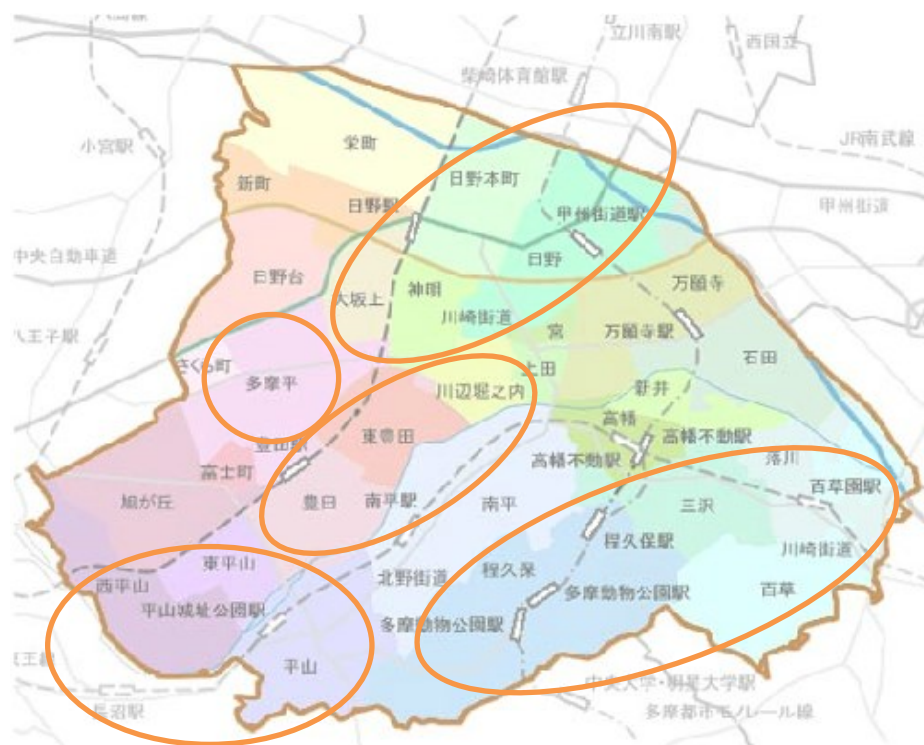 立川南駅
西国立
柴崎体育館駅
小宮駅
栄町
JR南武線
新町
日野本町
日野駅
甲州街道駅
甲州街道
中央自動車道
日野
日野台
大坂上
神明
万願寺
川崎街道
宮
万願寺駅
八王子駅
さくら町
上田
石田
多摩平
川辺堀之内
新井
東豊田
高幡
豊田駅
高幡不動駅
富士町
高幡不動駅
落川
旭が丘
豊田
南平駅
南平
三沢
百草園駅
程久保駅
川崎街道
東平山
西平山
北野街道
程久保
百草
平山城址公園駅
多摩動物公園駅
多摩動物公園駅
平山
中央大学・明星大学駅
長沼駅
多摩都市モノレール線